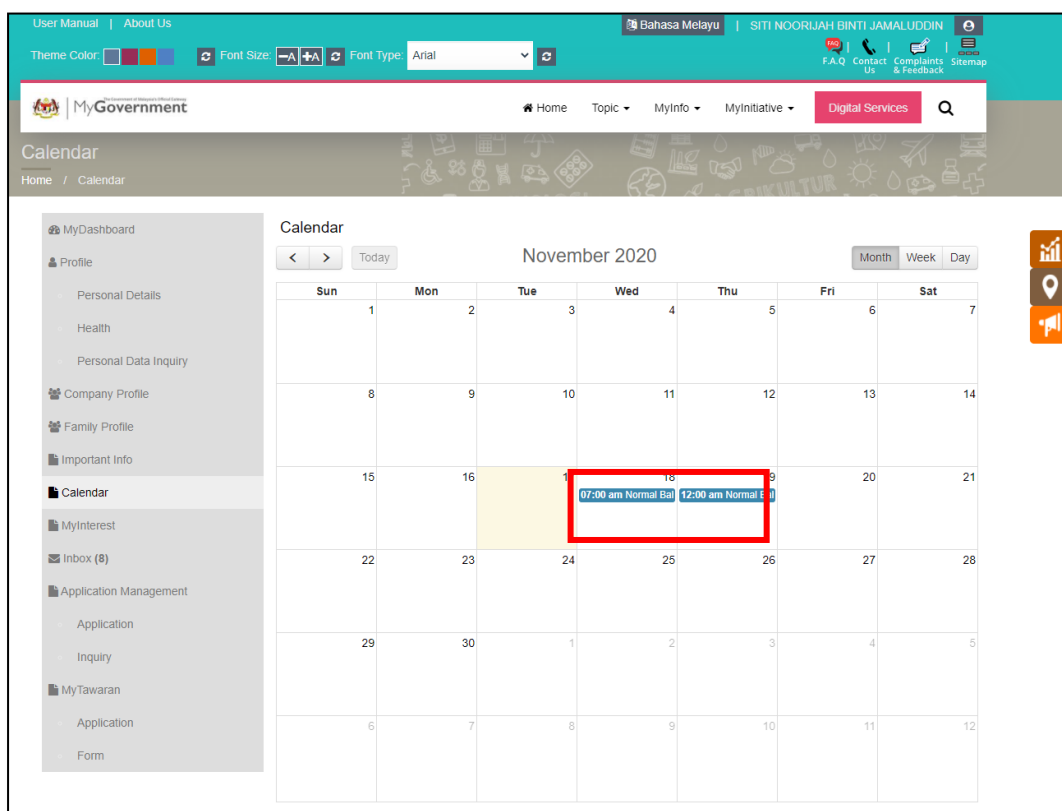 User Manual | About Us
Bahasa Melayu | SITI NOORIJAH BINTI JAMALUDDIN
Theme Color: Font Size: -A +A Font Type: Arial
FAQ
F.A.Q Contact Us Complaints & Feedback Sitemap
MyGovernment
Home Topic MyInfo MyInitiative Digital Services
Calendar
Home / Calendar
AGRIKULTUR
MyDashboard
Profile
Personal Details
Health
Personal Data Inquiry
Company Profile
Family Profile
Important Info
Calendar
MyInterest
Inbox (8)
Application Management
Application
Inquiry
MyTawaran
Application
Form
Calendar
< > Today November 2020 Month Week Day
Sun Mon Tue Wed Thu Fri Sat
1 2 3 4 5 6 7
8 9 10 11 12 13 14
15 16 1 18 9 20 21
07:00 am Normal Bal 12:00 am Normal Bal
22 23 24 25 26 27 28
29 30 1 2 3 4 5
6 7 8 9 10 11 12